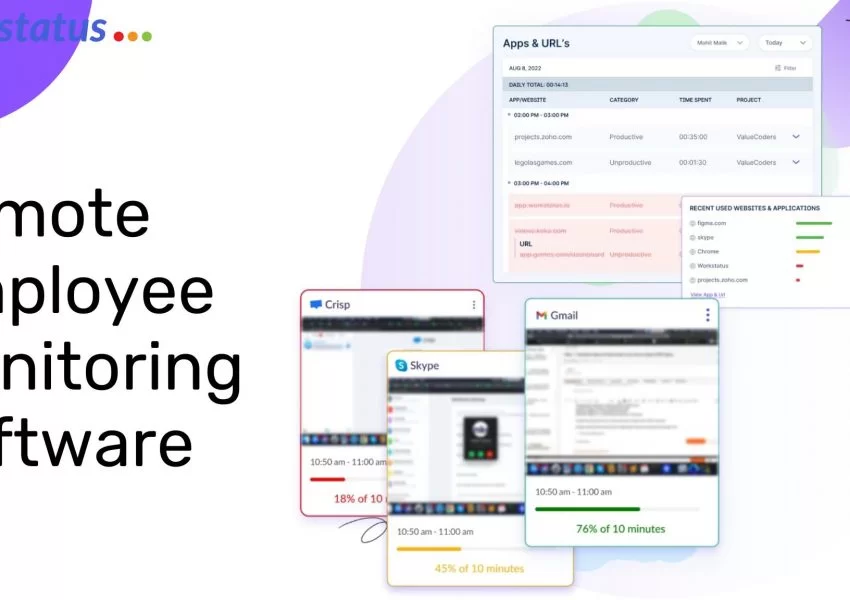 status
mote
ployee
nitoring
ftware
Apps & URL's
Mohit Malik
Today
AUG 8, 2022
Filter
DAILY TOTAL: 00:14:13
APP/WEBSITE CATEGORY TIME SPENT PROJECT
02:00 PM - 03:00 PM
projects.zoho.com Productive 00:35:00 ValueCoders
legolasgames.com Unproductive 00:01:30 ValueCoders
03:00 PM - 04:00 PM
app.workstatus.io Productive
URL
Unproductive
RECENT USED WEBSITES & APPLICATIONS
figma.com
skype
Chrome
Workstatus
projects.zoho.com
View App & Url
Crisp
10:50 am - 11:00 am
18% of 10
Skype
10:50 am - 11:00 am
45% of 10 minutes
Gmail
10:50 am - 11:00 am
76% of 10 minutes